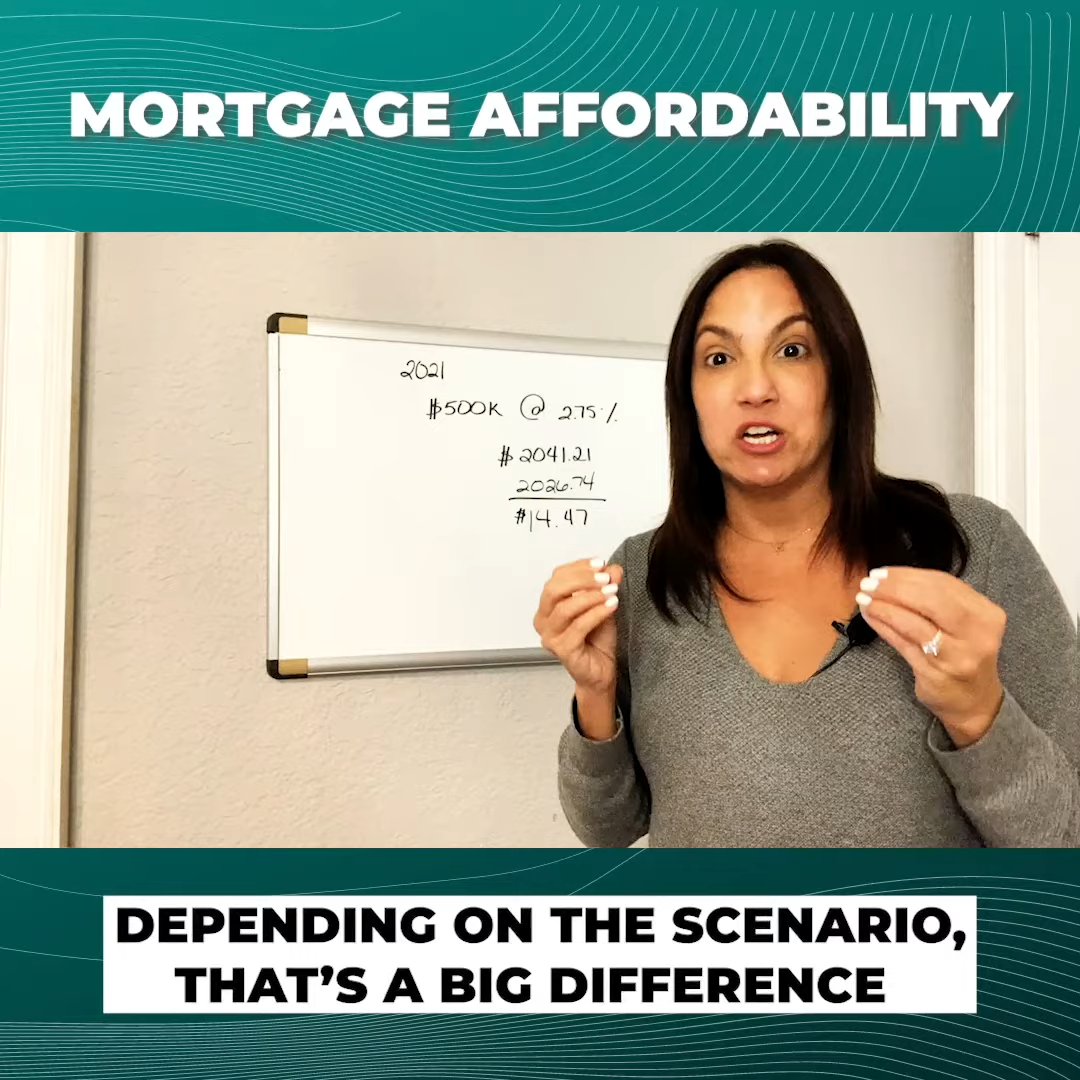 MORTGAGE AFFORDABILITY
2021
$500K @ 2.75%
$2041.21
2026.74
$14.47
DEPENDING ON THE SCENARIO,
THAT'S A BIG DIFFERENCE